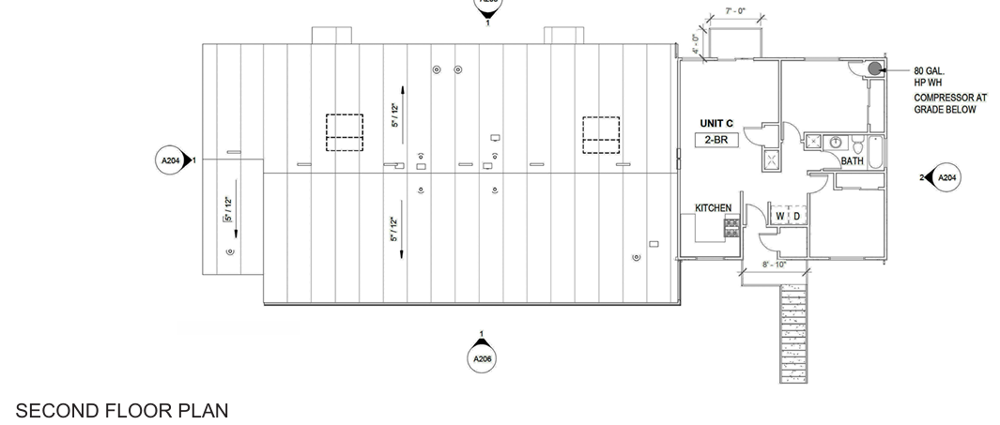 1
7' - 0"
4' - 0"
80 GAL.
HP WH
COMPRESSOR AT
GRADE BELOW
5" / 12"
UNIT C
2-BR
A204
1
BATH
2
A204
5" / 12"
5" / 12"
KITCHEN
W D
8' - 10"
1
A206
SECOND FLOOR PLAN